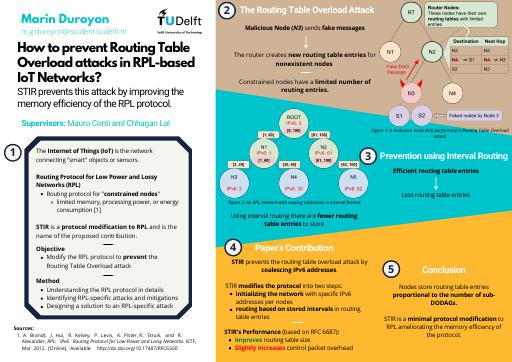 Marin Duroyon
m.g.duroyon@student.tudelft.nl
TUDelft
Delft University of Technology
How to prevent Routing Table
Overload attacks in RPL-based
IoT Networks?
STIR prevents this attack by improving the
memory efficiency of the RPL protocol.
Supervisors: Mauro Conti and Chhagan Lal
1
The Internet of Things (IoT) is the network
connecting "smart" objects or sensors.
Routing Protocol for Low Power and Lossy
Networks (RPL)
Routing protocol for "constrained nodes"
limited memory, processing power, or energy
consumption [1]
STIR is a protocol modification to RPL and is the
name of the proposed contribution.
Objective
Modify the RPL protocol to prevent the
Routing Table Overload attack
Method
Understanding the RPL protocol in details
Identifying RPL-specific attacks and mitigations
Designing a solution to an RPL-specific attack
Sources:
1. A. Brandt, J. Hui, R. Kelsey, P. Levis, K. Pister, R. Struik, and R.
Alexander, RPL: IPv6 Routing Protocol for Low-Power and Lossy Networks. IETF,
Mar 2012. [Online]. Available: http://dx.doi.org/10.17487/RFC6550
2
The Routing Table Overload Attack
Malicious Node (N3) sends fake messages
The router creates new routing table entries for
nonexistent nodes
Constrained nodes have a limited number of
routing entries.
RT
Router Nodes:
These nodes have their own
routing tables with limited
entries
N1
N2
Destination Next Hop
N3 N3
N4 => S1 N4 => N3
S2 N3
Fake DAO
message
N3
N4
S1
S2
Faked nodes by Node 3
Figure 1: A malicious node (N3) performing a Routing Table Overload
attack
ROOT
IPv6: 0
[0, 100]
[1, 60]
[61, 100]
N1
IPv6: 1
[1, 60]
N2
IPv6: 61
[61, 100]
N3
IPv6: 2
N4
IPv6: 30
N5
IPv6: 62
Figure 2: An RPL network with routing addresses in interval format
Using interval routing there are fewer routing
table entries to store
3
Prevention using Interval Routing
Efficient routing table entries
Less routing table entries
4
Paper's Contribution
STIR prevents the routing table overload attack by
coalescing IPv6 addresses.
STIR modifies the protocol into two steps:
initializing the network with specific IPv6
addresses per nodes
routing based on stored intervals in routing
table entries
STIR's Performance (based on RFC 6687):
Improves routing table size
Slightly increases control packet overhead
5
Conclusion
Nodes store routing table entries
proportional to the number of sub-
DODAGs.
STIR is a minimal protocol modification to
RPL ameliorating the memory efficiency of
the protocol.